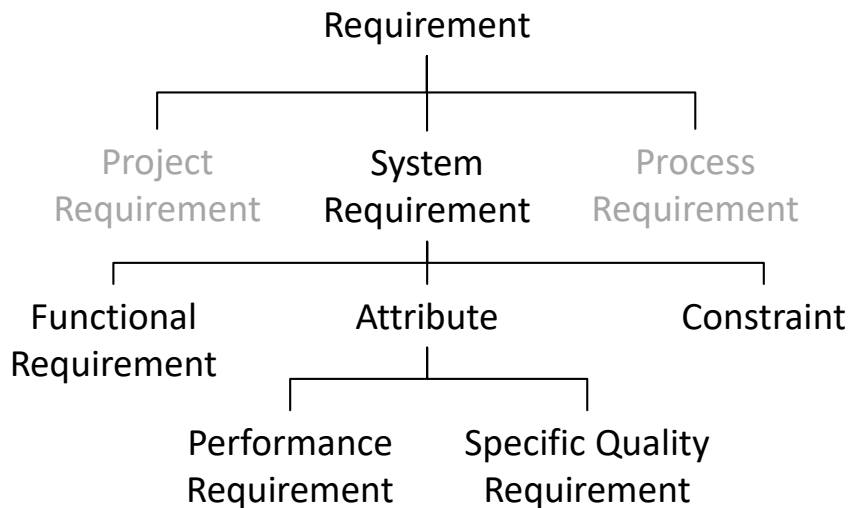 Requirement
Project
Requirement
System
Requirement
Process
Requirement
Functional
Requirement
Attribute
Constraint
Performance
Requirement
Specific Quality
Requirement